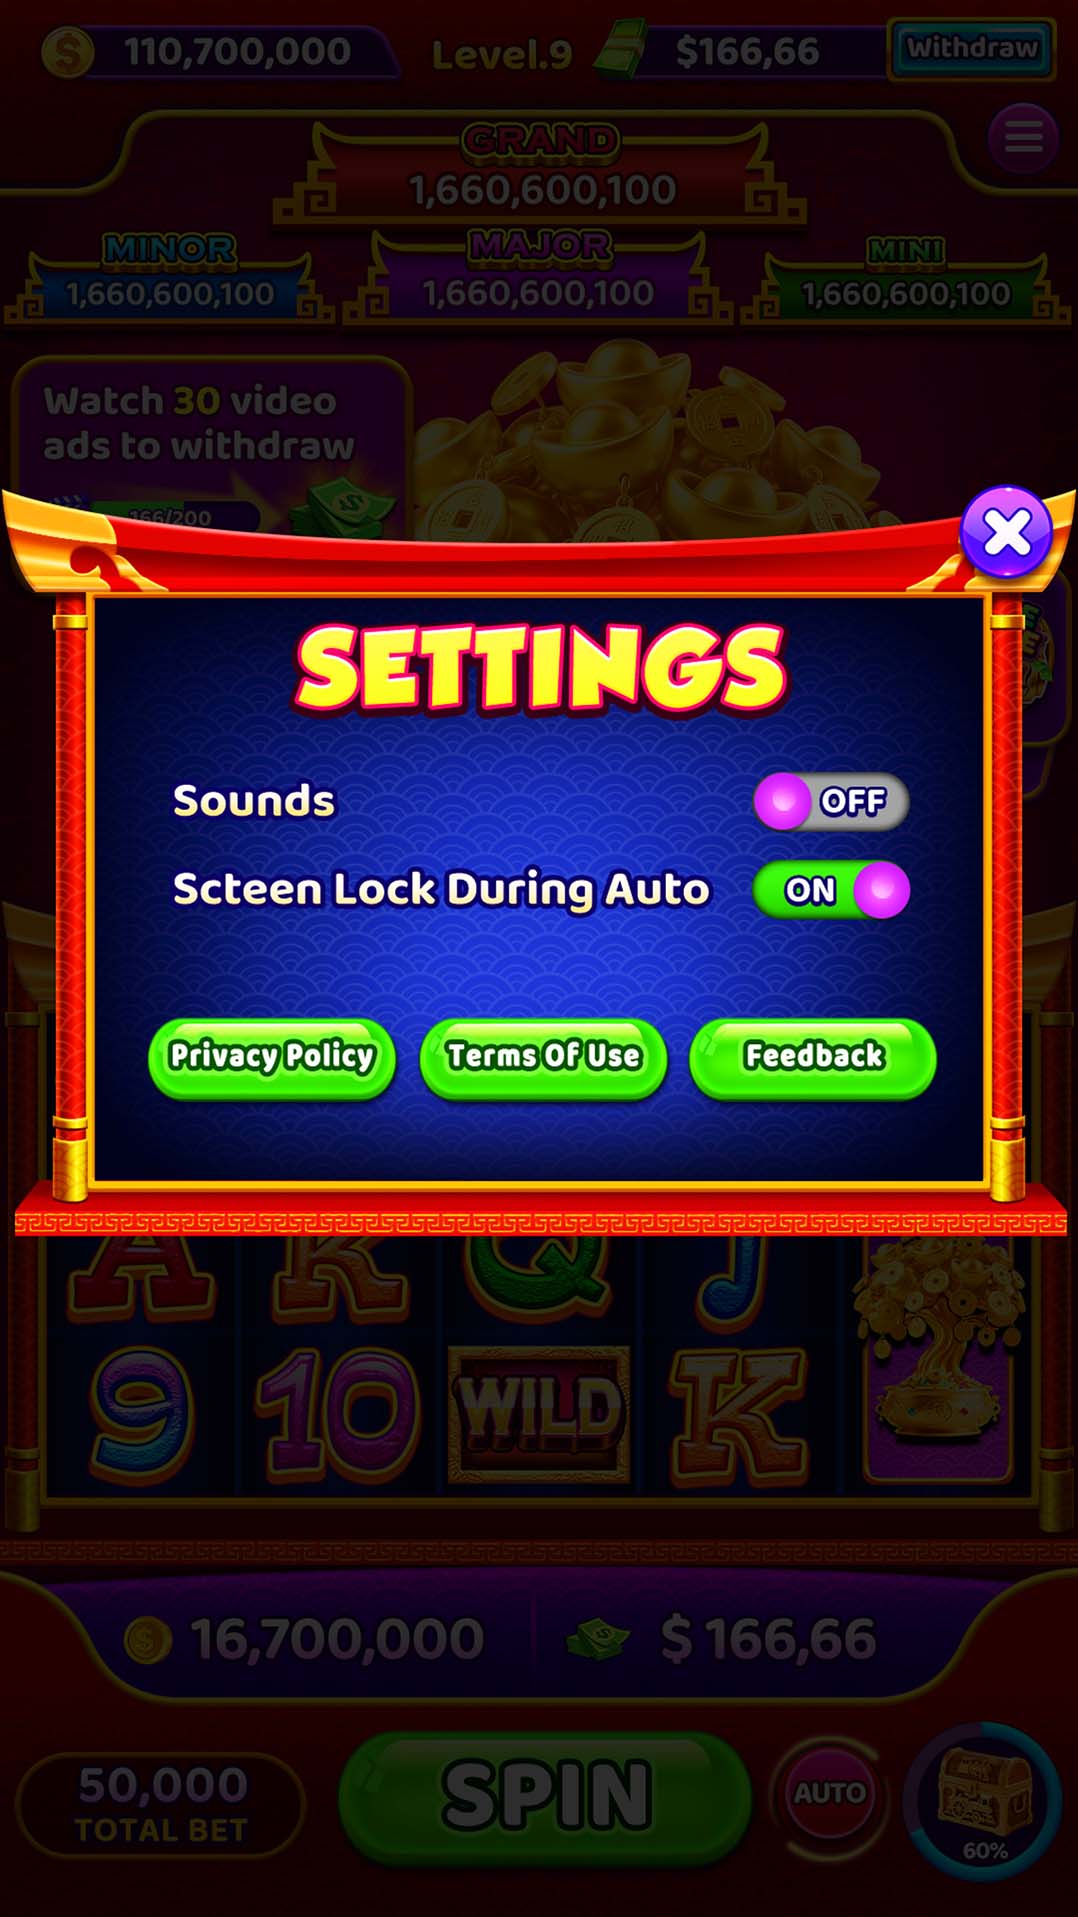 110,700,000
Level.9
$166,66
Withdraw
GRAND
1,660,600,100
MINOR
1,660,600,100
MAJOR
1,660,600,100
MINI
1,660,600,100
Watch 30 video
ads to withdraw
166/200
SETTINGS
Sounds
OFF
Scteen Lock During Auto
ON
Privacy Policy
Terms Of Use
Feedback
A K Q J
9 10 WILD K
16,700,000
$ 166,66
50,000
TOTAL BET
SPIN
AUTO
60%